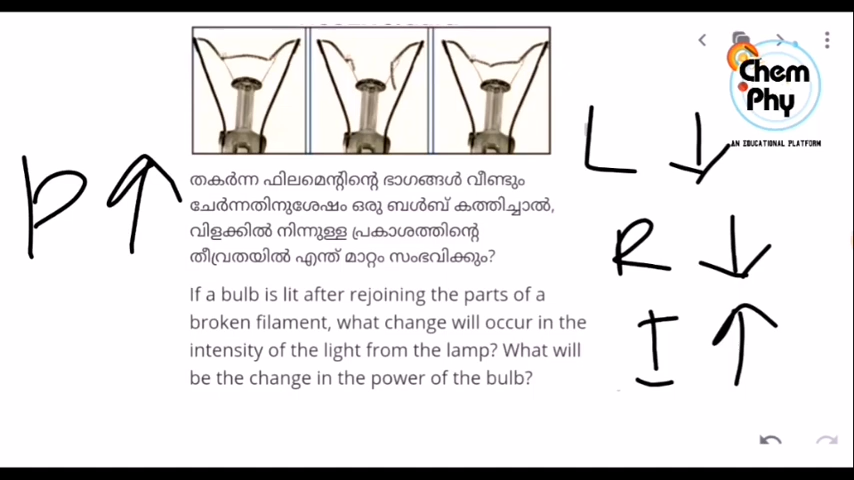 Chem
Phy
AN EDUCATIONAL PLATFORM
L ↓
P ↑
R ↓
I ↑
തകർന്ന ഫിലമെന്റിന്റെ ഭാഗങ്ങൾ വീണ്ടും
ചേർന്നതിനുശേഷം ഒരു ബൾബ് കത്തിച്ചാൽ,
വിളക്കിൽ നിന്നുള്ള പ്രകാശത്തിന്റെ
തീവ്രതയിൽ എന്ത് മാറ്റം സംഭവിക്കും?
If a bulb is lit after rejoining the parts of a
broken filament, what change will occur in the
intensity of the light from the lamp? What will
be the change in the power of the bulb?